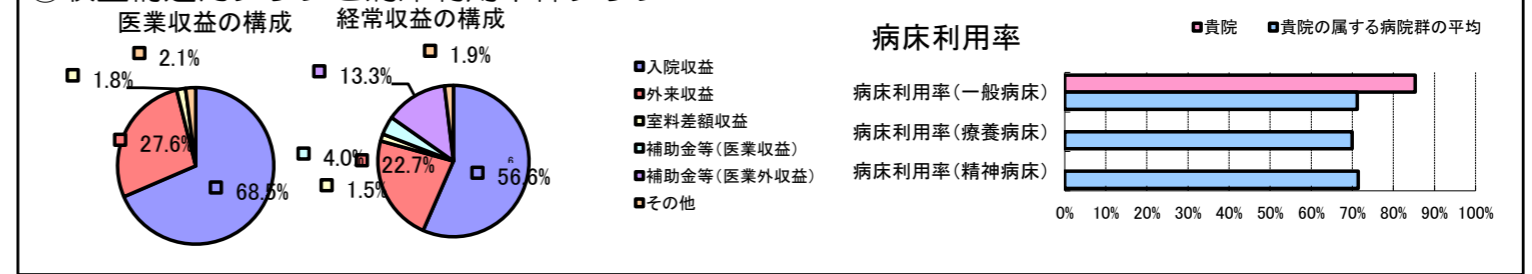 医業収益の構成
経常収益の構成
2.1%
1.8%
27.6%
68.5%
1.9%
13.3%
4.0%
22.7%
1.5%
56.6%
入院収益
外来収益
室料差額収益
補助金等(医業収益)
補助金等(医業外収益)
その他
病床利用率
貴院
貴院の属する病院群の平均
病床利用率(一般病床)
病床利用率(療養病床)
病床利用率(精神病床)
0% 10% 20% 30% 40% 50% 60% 70% 80% 90% 100%